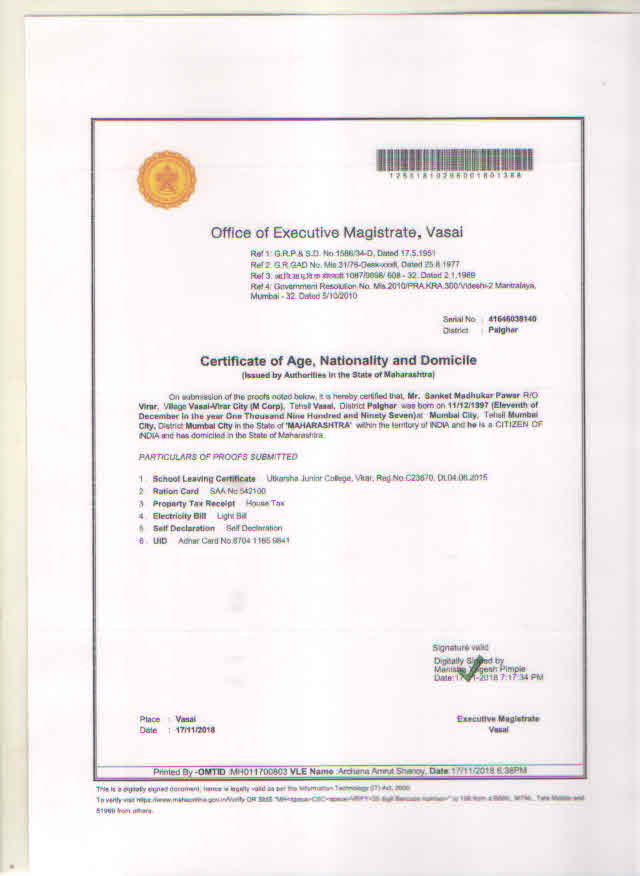 Office of Executive Magistrate, Vasai
Ref 1: G.R.P.& S.D. No.1586/34-D, Dated 17.5.1951
Ref 2: G.R.GAD No. Mis.31/76-Desk-, Dated 25.8.1977
Ref 3: 1087/9898/ 608 - 32. Dated 2.1.1989
Ref 4: Government Resolution No. Mis.2010/PRA.KRA.300/Videshi-2 Mantralaya,
Mumbai - 32. Dated 5/10/2010
Serial No : 41646039140
District : Palghar
Certificate of Age, Nationality and Domicile
(Issued by Authorities in the State of Maharashtra)
On submission of the proofs noted below, it is hereby certified that, Mr. Sanket Madhukar Pawar R/O
Virar, Village Vasai-Virar City (M Corp), Tehsil Vasai, District Palghar was born on 11/12/1997 (Eleventh of
December in the year One Thousand Nine Hundred and Ninety Seven)at Mumbai City, Tehsil Mumbai
City, District Mumbai City in the State of 'MAHARASHTRA' within the territory of INDIA and he is a CITIZEN OF
INDIA and has domiciled in the State of Maharashtra.
PARTICULARS OF PROOFS SUBMITTED
1 . School Leaving Certificate Utkarsha Junior College, Virar, Reg.No.C23670, Dt.04.06.2015
2 . Ration Card SAA No 542100
3 . Property Tax Receipt House Tax
4 . Electricity Bill Light Bill
5 . Self Declaration Self Declaration
6 . UID Adhar Card No.8704 1165 9841
Signature valid
Digitally Signed by
Manisha Yogesh Pimple
Date:17-2018 7:17:34 PM
Place : Vasai
Date : 17/11/2018
Executive Magistrate
Vasai
Printed By -OMTID :MH011700803 VLE Name :Archana Amrut Shanoy, Date:17/11/2018 6:38PM
This is a digitally signed document, hence is legally valid as per the Information Technology (IT) Act, 2000
To verify visit https://www.mahaonline.gov.in/Verify OR SMS "MH<space>CSC<space>VRFY< digit Barcode number>" to 166 from a BSNL, MTNL, Tata Mobile and
51969 from others.